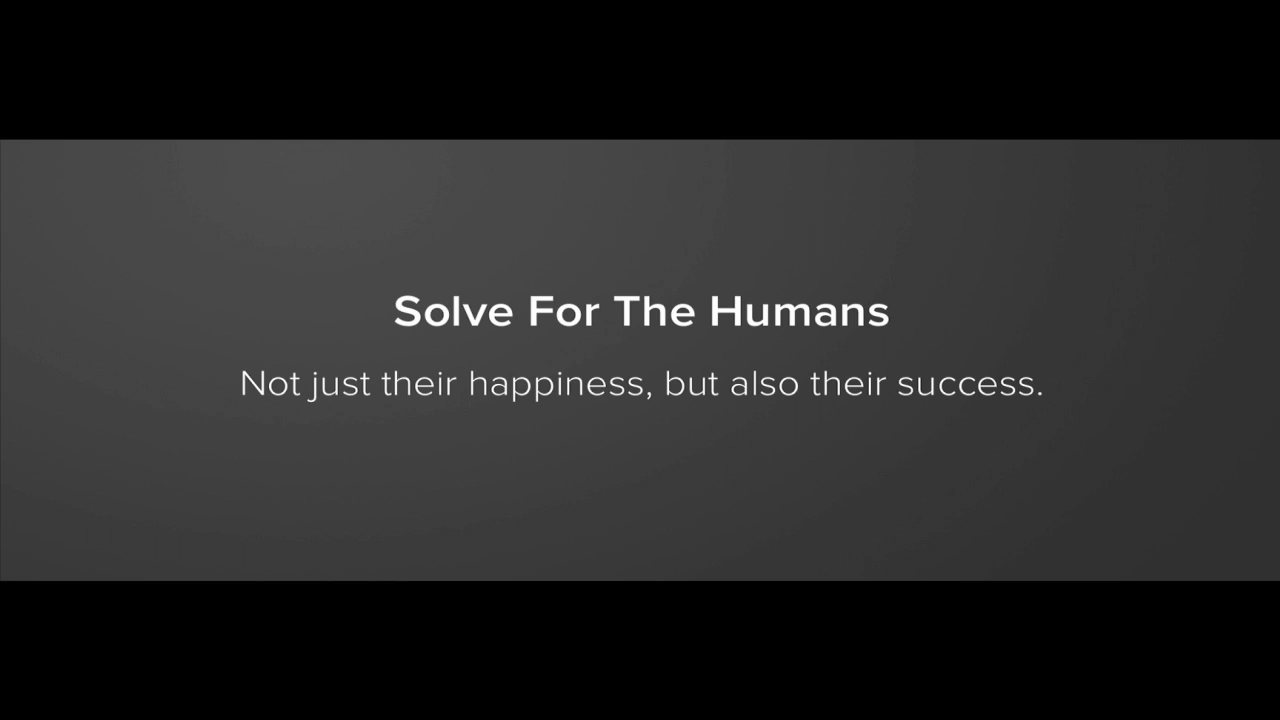 Solve For The Humans
Not just their happiness, but also their success.